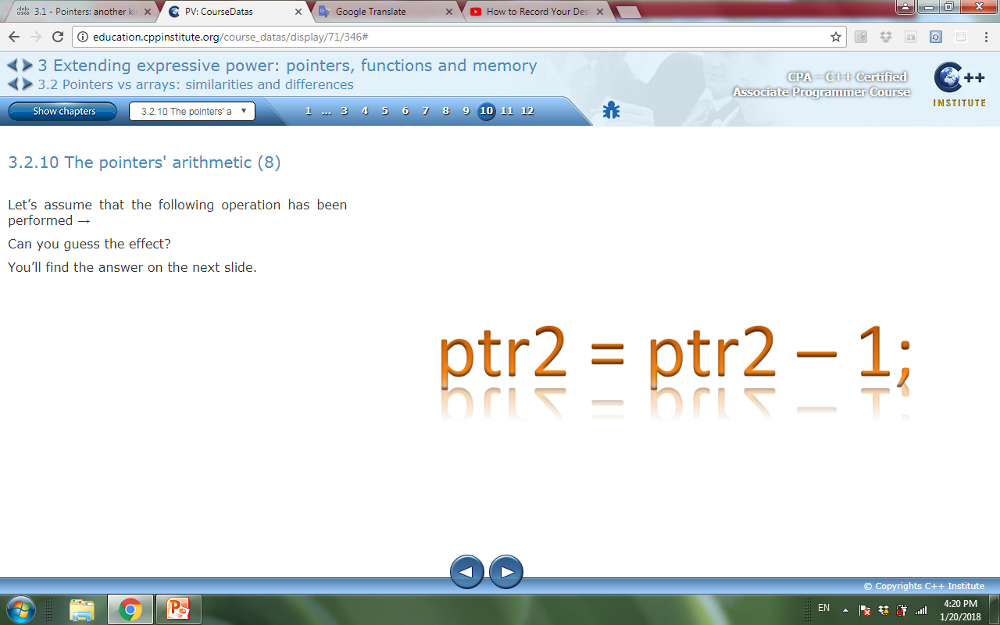 3.1 - Pointers: another ki
PV: CourseDatas
Google Translate
How to Record Your Des
education.cppinstitute.org/course_datas/display/71/346#
3 Extending expressive power: pointers, functions and memory
3.2 Pointers vs arrays: similarities and differences
CPA – C++ Certified
Associate Programmer Course
C++
INSTITUTE
Show chapters
3.2.10 The pointers' a
1 ... 3 4 5 6 7 8 9 10 11 12
3.2.10 The pointers' arithmetic (8)
Let’s assume that the following operation has been
performed →
Can you guess the effect?
You’ll find the answer on the next slide.
ptr2 = ptr2 – 1;
© Copyrights C++ Institute
EN
4:20 PM
1/20/2018